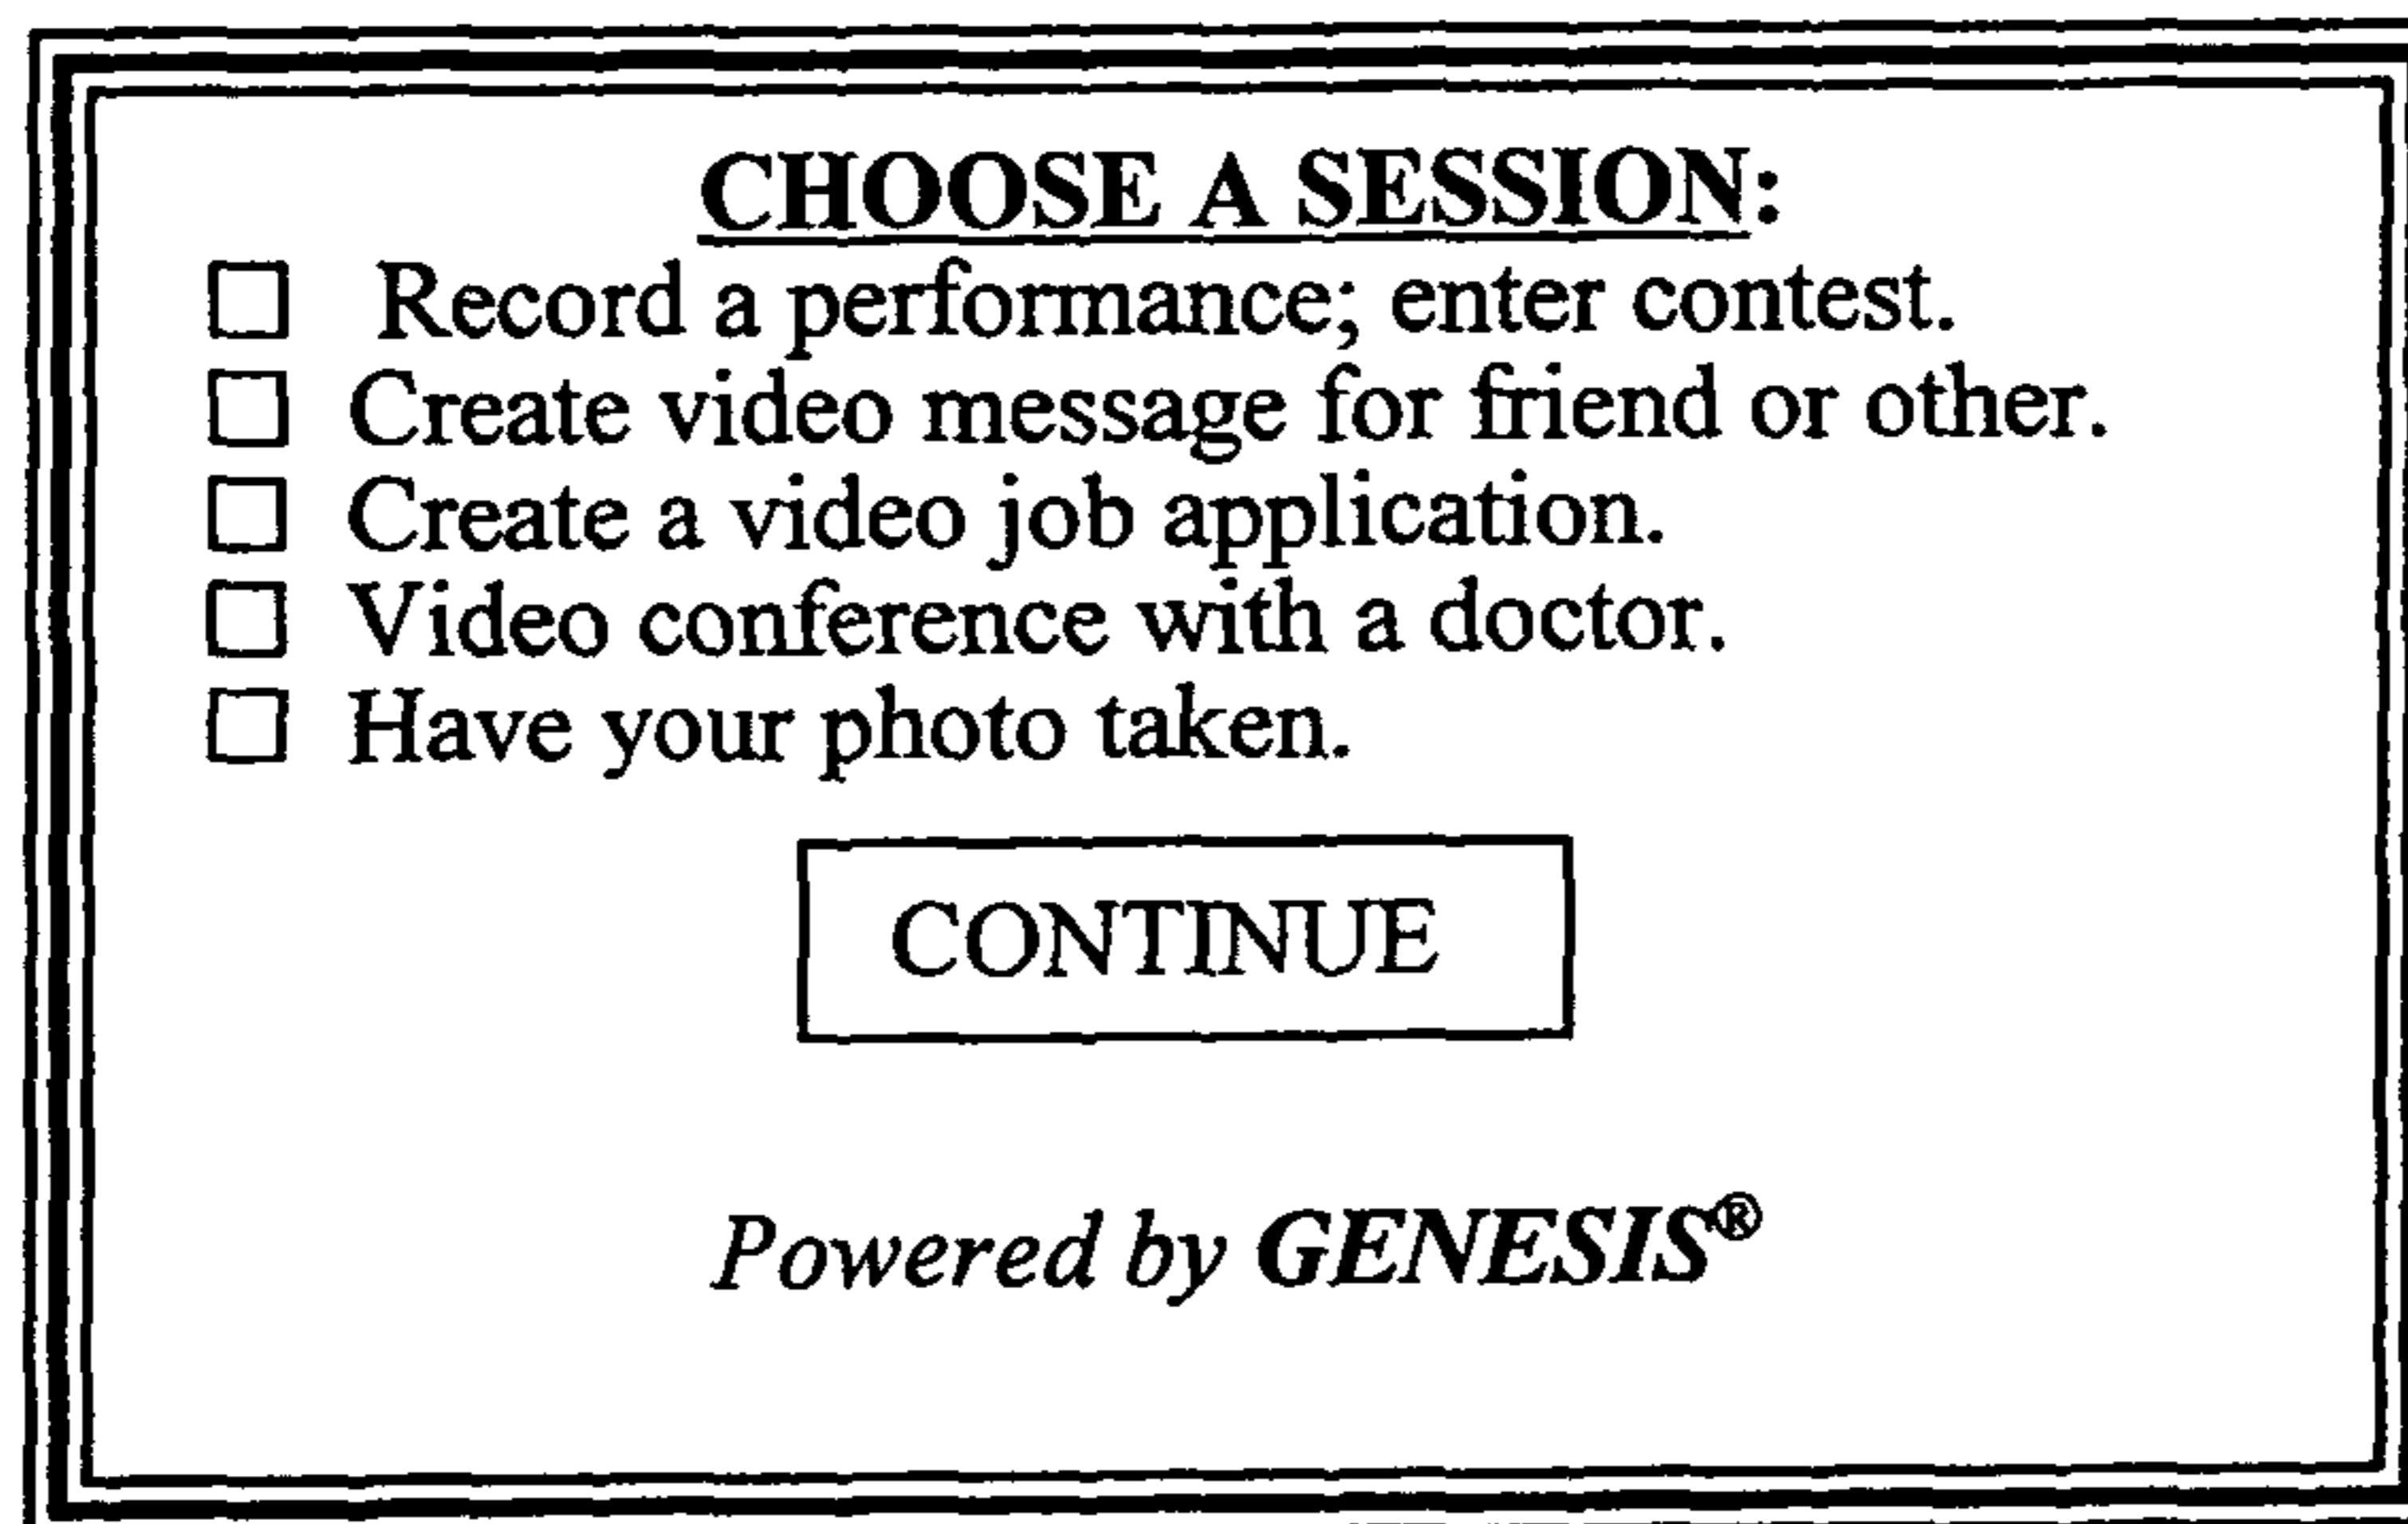 CHOOSE A SESSION:
Record a performance; enter contest.
Create video message for friend or other.
Create a video job application.
Video conference with a doctor.
Have your photo taken.
CONTINUE
Powered by GENESIS®